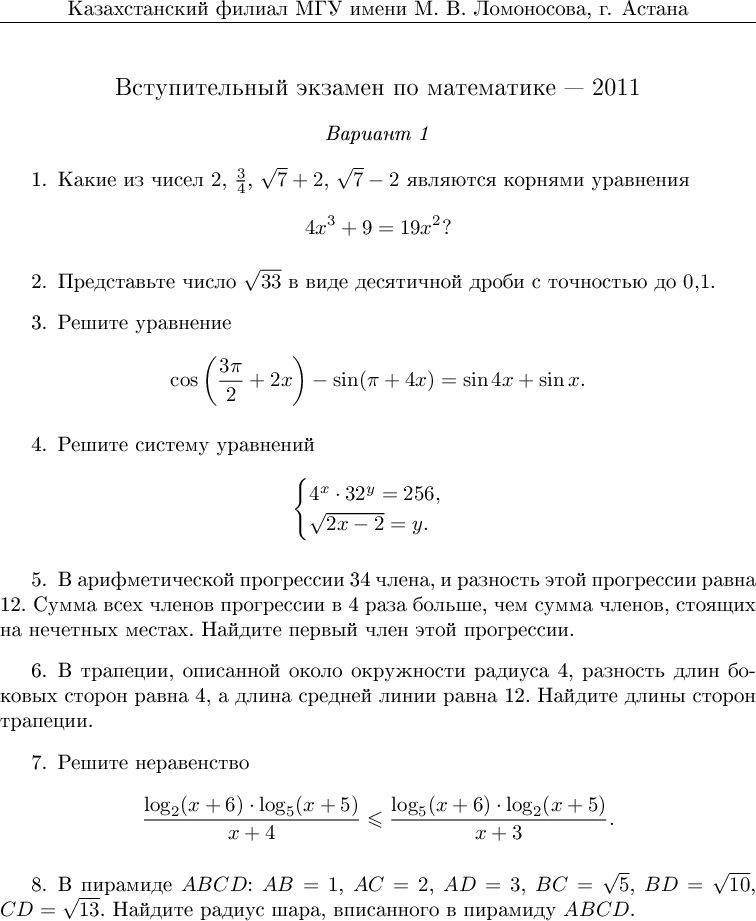 Казахстанский филиал МГУ имени М. В. Ломоносова, г. Астана
Вступительный экзамен по математике — 2011
Вариант 1
1. Какие из чисел 2, $\frac{3}{4}$, $\sqrt{7}+2$, $\sqrt{7}-2$ являются корнями уравнения
$4x^3 + 9 = 19x^2$?
2. Представьте число $\sqrt{33}$ в виде десятичной дроби с точностью до 0,1.
3. Решите уравнение
$\cos\left(\frac{3\pi}{2} + 2x\right) - \sin(\pi + 4x) = \sin 4x + \sin x.$
4. Решите систему уравнений
$\begin{cases} 4^x \cdot 32^y = 256, \\ \sqrt{2x-2} = y. \end{cases}$
5. В арифметической прогрессии 34 члена, и разность этой прогрессии равна
12. Сумма всех членов прогрессии в 4 раза больше, чем сумма членов, стоящих
на нечетных местах. Найдите первый член этой прогрессии.
6. В трапеции, описанной около окружности радиуса 4, разность длин бо-
ковых сторон равна 4, а длина средней линии равна 12. Найдите длины сторон
трапеции.
7. Решите неравенство
$\frac{\log_2(x+6) \cdot \log_5(x+5)}{x+4} \leqslant \frac{\log_5(x+6) \cdot \log_2(x+5)}{x+3}.$
8. В пирамиде $ABCD$: $AB = 1$, $AC = 2$, $AD = 3$, $BC = \sqrt{5}$, $BD = \sqrt{10}$,
$CD = \sqrt{13}$. Найдите радиус шара, вписанного в пирамиду $ABCD$.